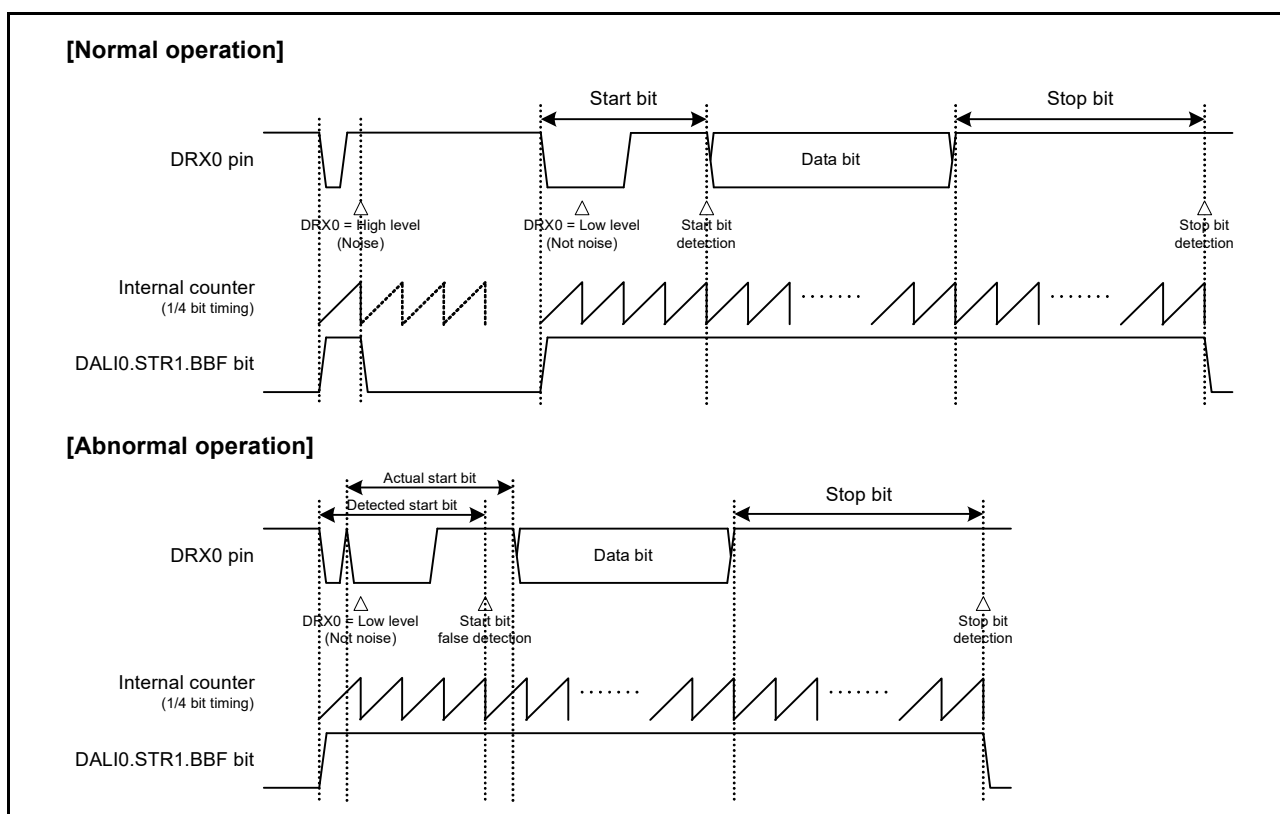 [Normal operation]
Start bit
Stop bit
DRX0 pin
Data bit
DRX0 = High level
(Noise)
DRX0 = Low level
(Not noise)
Start bit
detection
Stop bit
detection
Internal counter
(1/4 bit timing)
DALI0.STR1.BBF bit
[Abnormal operation]
Actual start bit
Detected start bit
Stop bit
DRX0 pin
Data bit
DRX0 = Low level
(Not noise)
Start bit
false detection
Stop bit
detection
Internal counter
(1/4 bit timing)
DALI0.STR1.BBF bit